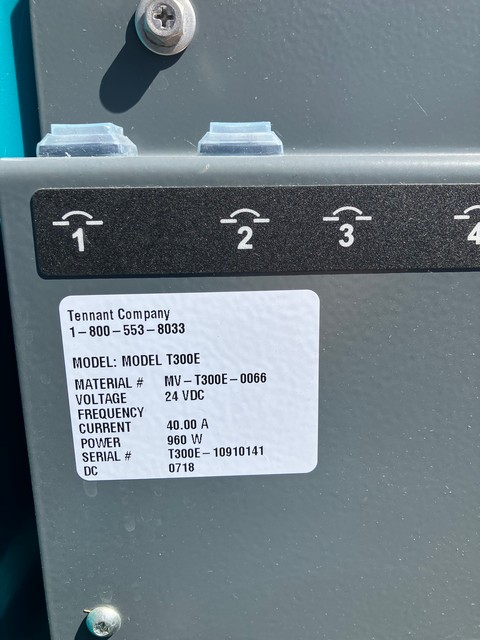 1
2
3
4
Tennant Company
1-800-553-8033
MODEL: MODEL T300E
MATERIAL # MV-T300E-0066
VOLTAGE 24 VDC
FREQUENCY
CURRENT 40.00 A
POWER 960 W
SERIAL # T300E-10910141
DC 0718